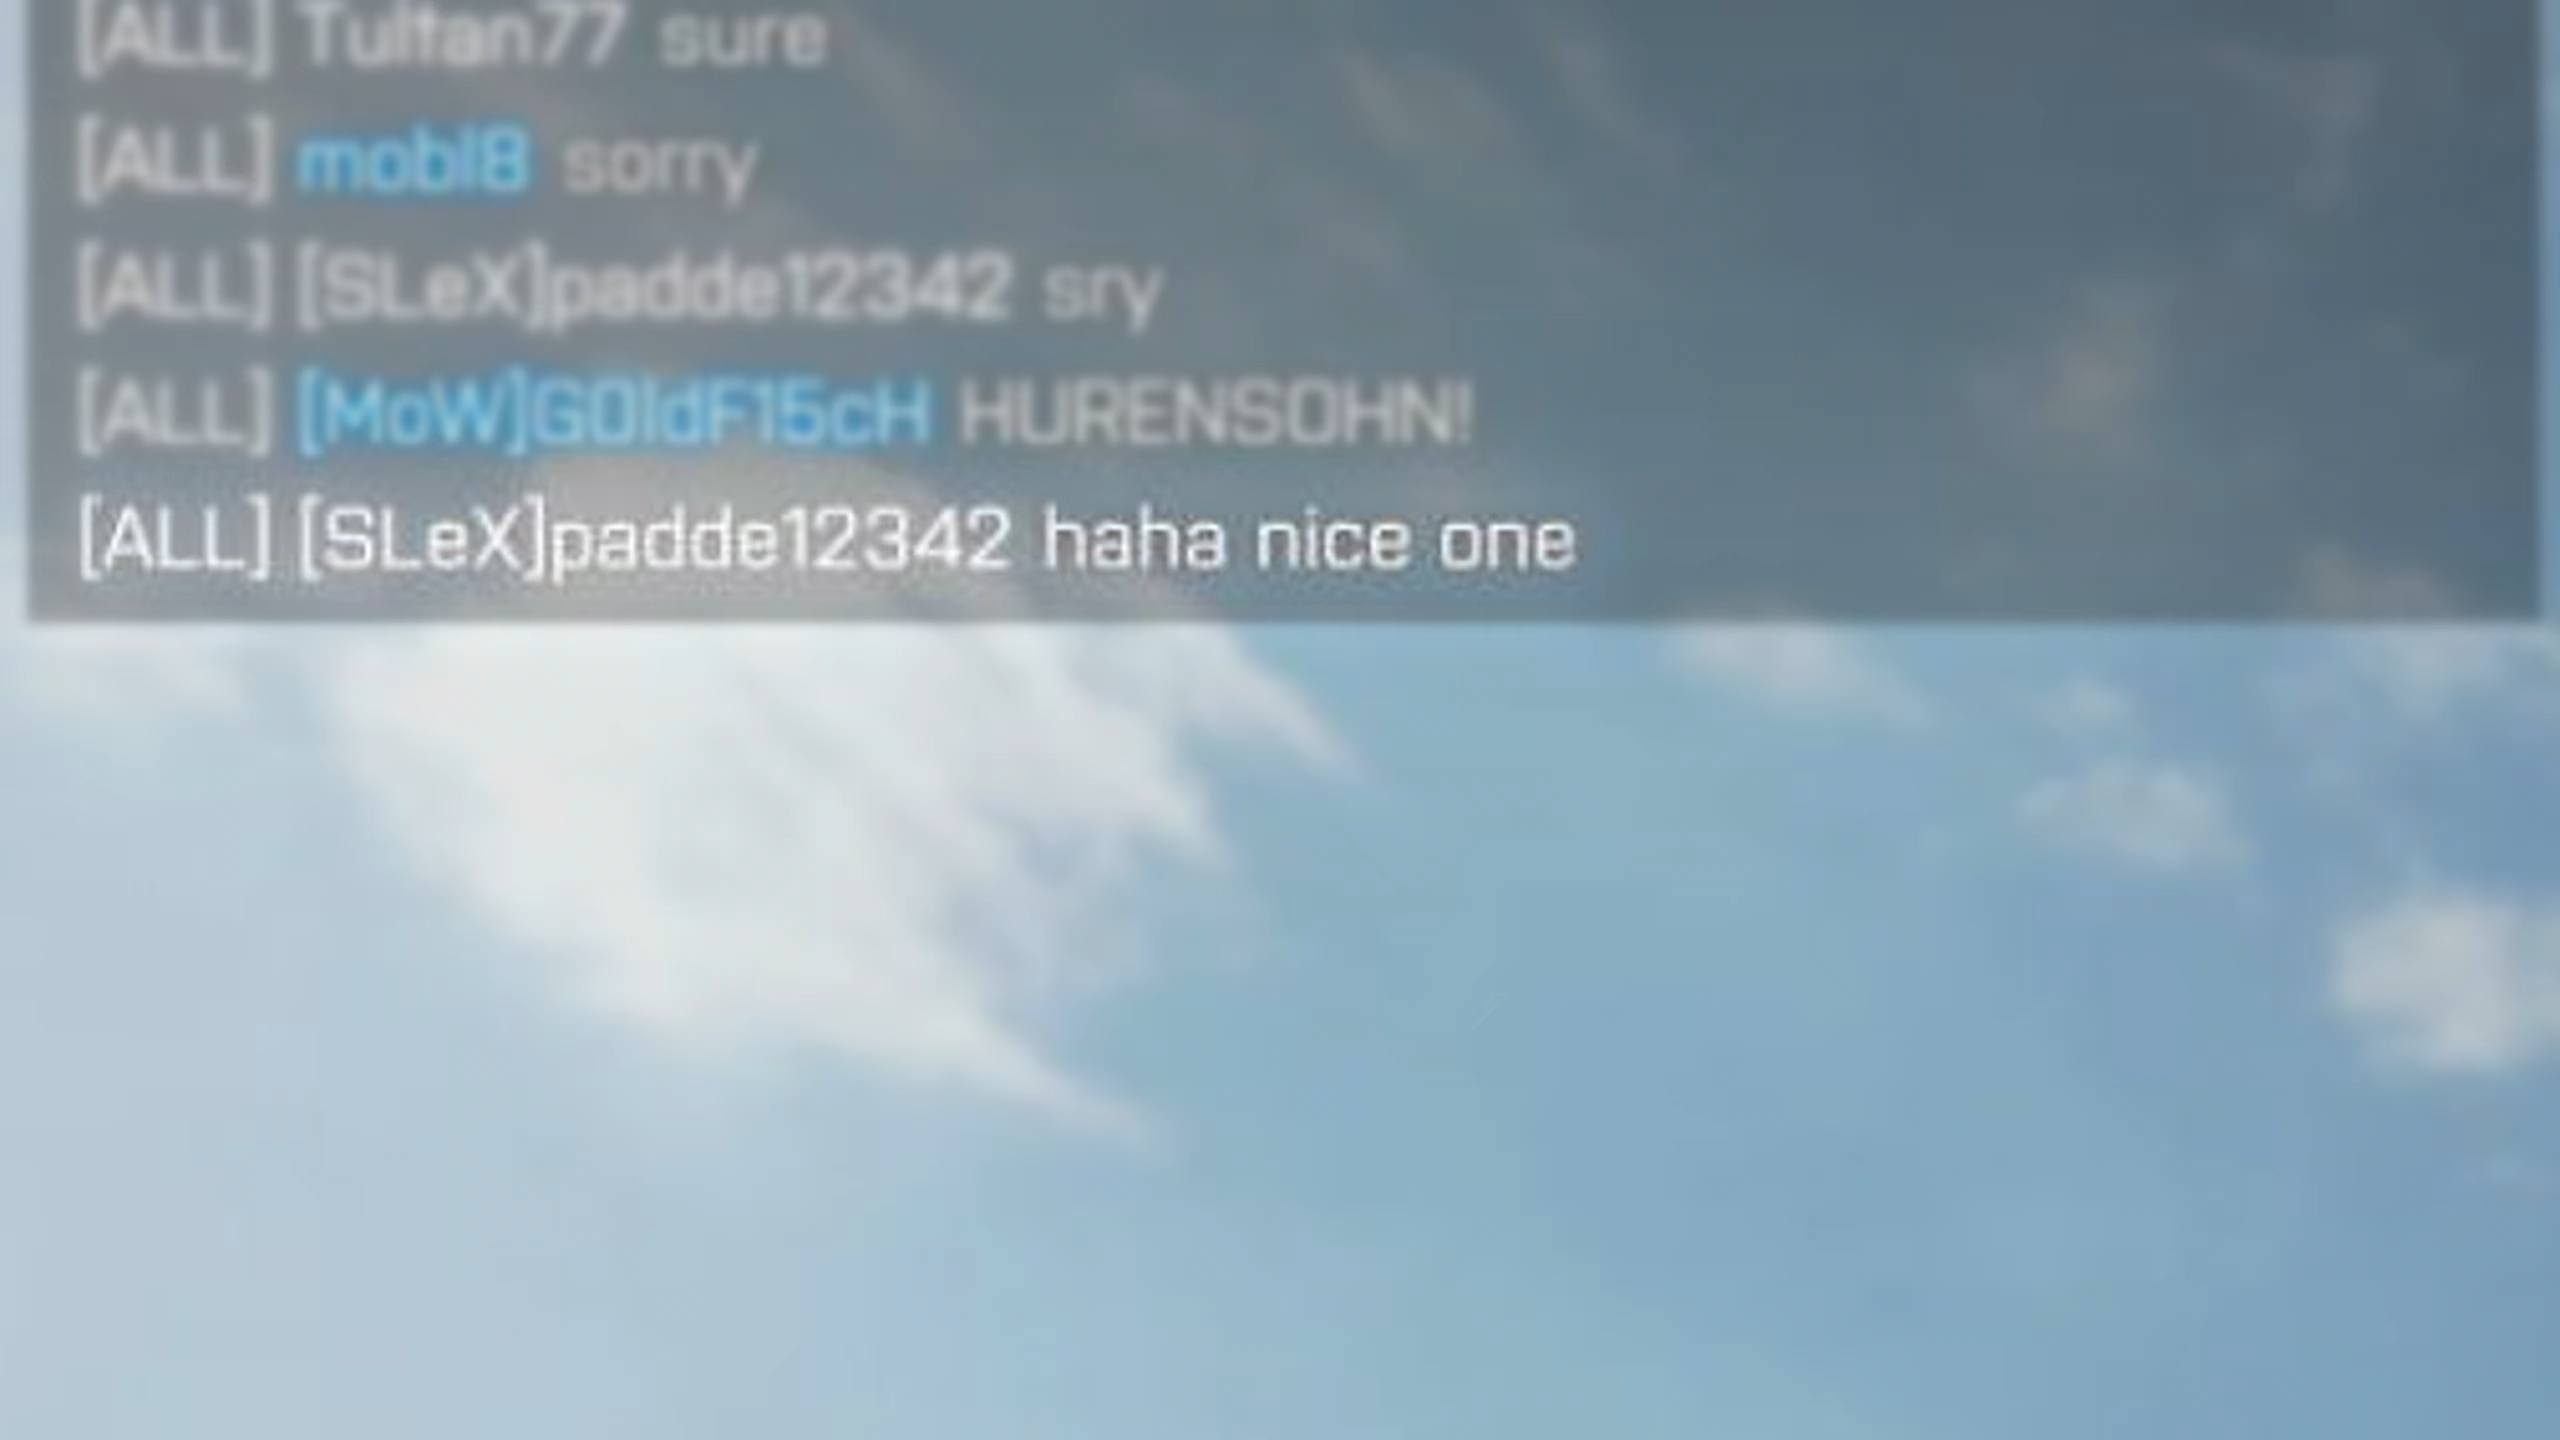 [ALL] Tultan77 sure
[ALL] mobl8 sorry
[ALL] [SLeX]padde12342 sry
[ALL] [MoW]G0ldF15cH HURENSOHN!
[ALL] [SLeX]padde12342 haha nice one